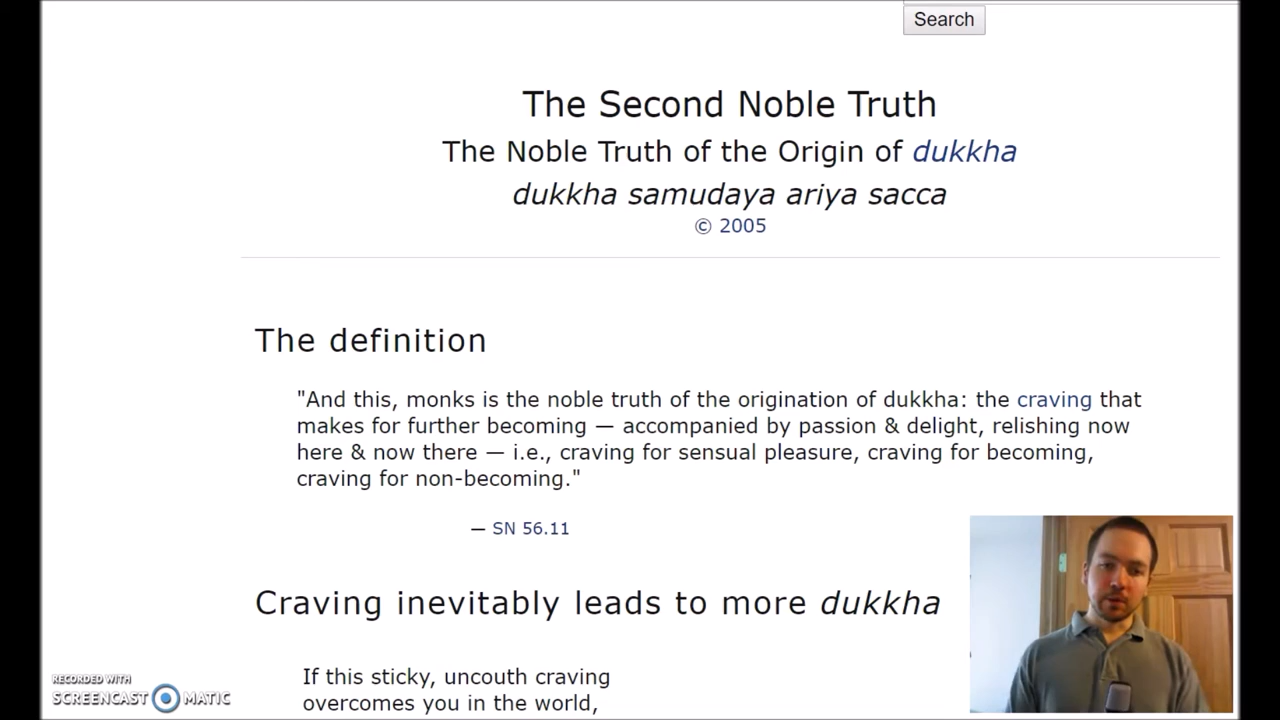 Search
The Second Noble Truth
The Noble Truth of the Origin of dukkha
dukkha samudaya ariya sacca
© 2005
The definition
"And this, monks is the noble truth of the origination of dukkha: the craving that
makes for further becoming — accompanied by passion & delight, relishing now
here & now there — i.e., craving for sensual pleasure, craving for becoming,
craving for non-becoming."
— SN 56.11
Craving inevitably leads to more dukkha
If this sticky, uncouth craving
overcomes you in the world,
RECORDED WITH
SCREENCAST MATIC